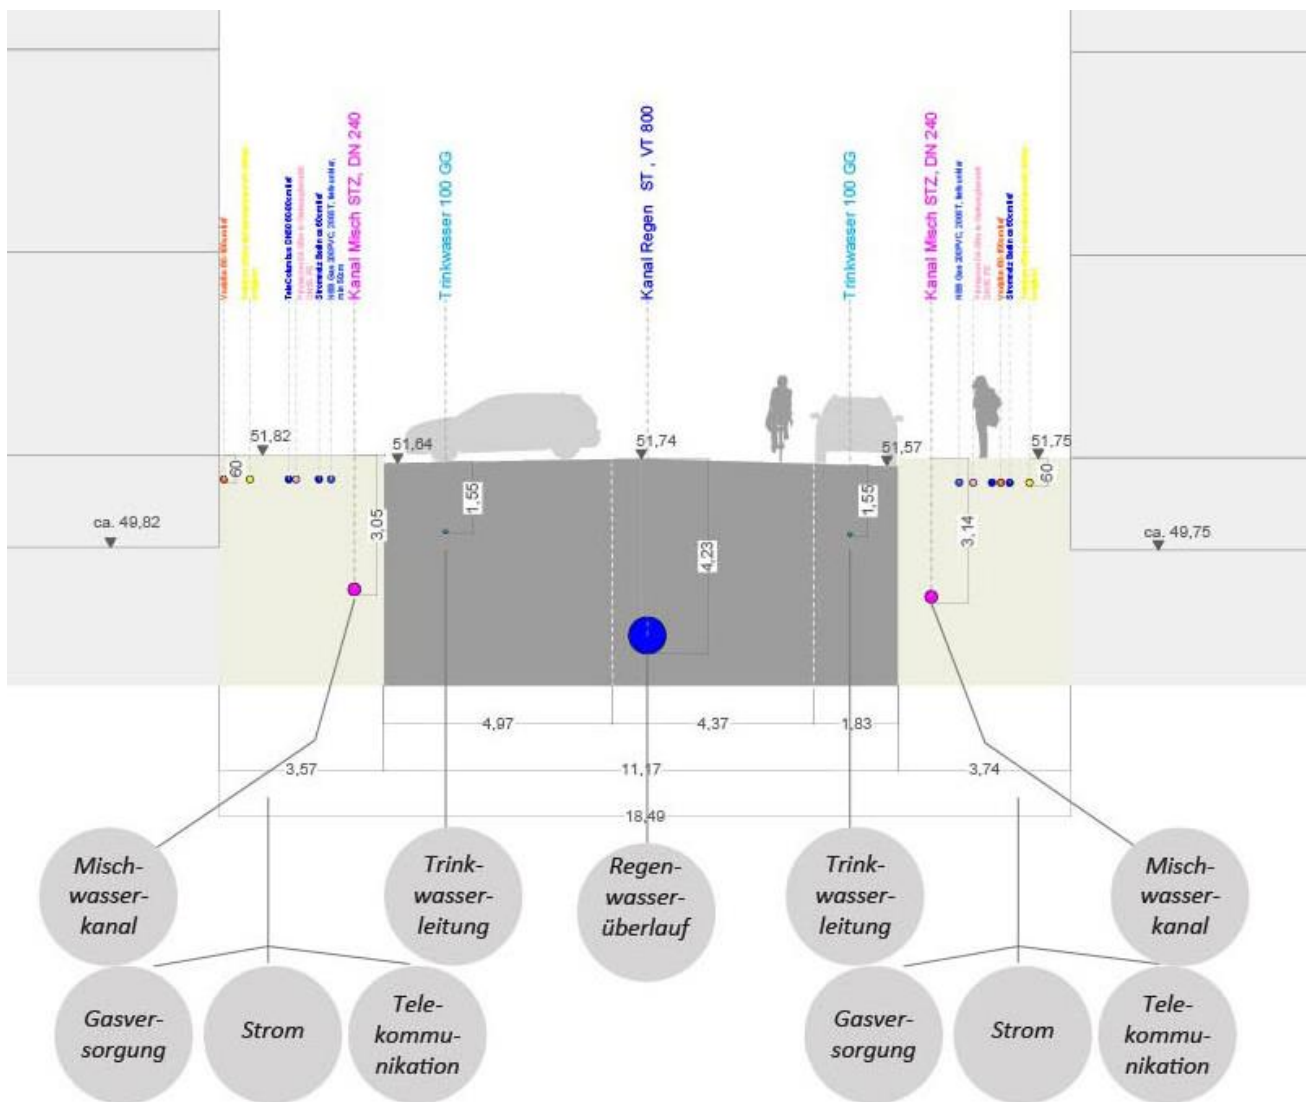 Kanal Misch STZ, DN 240
Trinkwasser 100 GG
Kanal Regen ST , VT 800
Trinkwasser 100 GG
Kanal Misch STZ, DN 240
51,82
51,64
51,74
51,57
51,75
60
60
1,55
1,55
3,05
3,14
4,23
ca. 49,82
ca. 49,75
4,97
4,37
1,83
3,57
11,17
3,74
18,49
Misch-
wasser-
kanal
Trink-
wasser-
leitung
Regen-
wasser-
überlauf
Trink-
wasser-
leitung
Misch-
wasser-
kanal
Gasver-
sorgung
Strom
Tele-
kommu-
nikation
Gasver-
sorgung
Strom
Tele-
kommu-
nikation